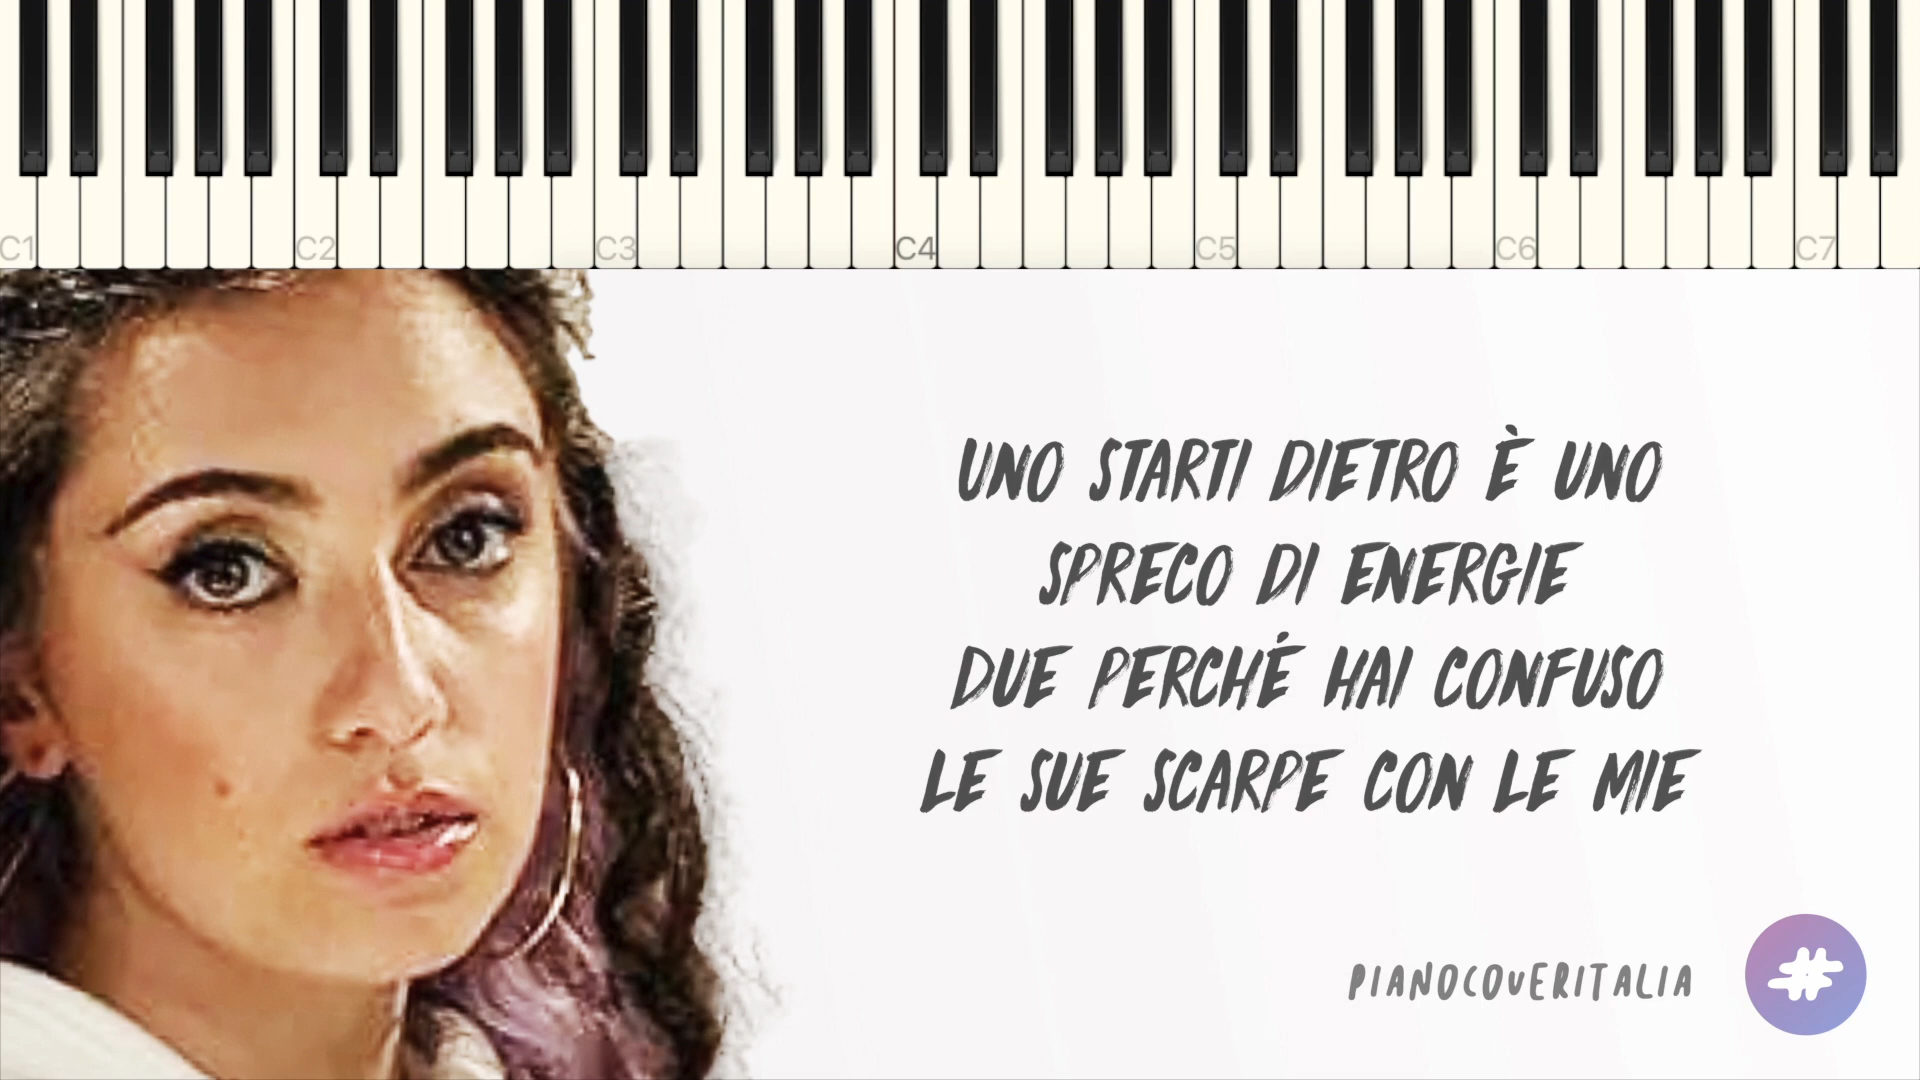 C1 C2 C3 C4 C5 C6 C7
UNO STARTI DIETRO È UNO
SPRECO DI ENERGIE
DUE PERCHÉ HAI CONFUSO
LE SUE SCARPE CON LE MIE
PIANOCOVERITALIA #